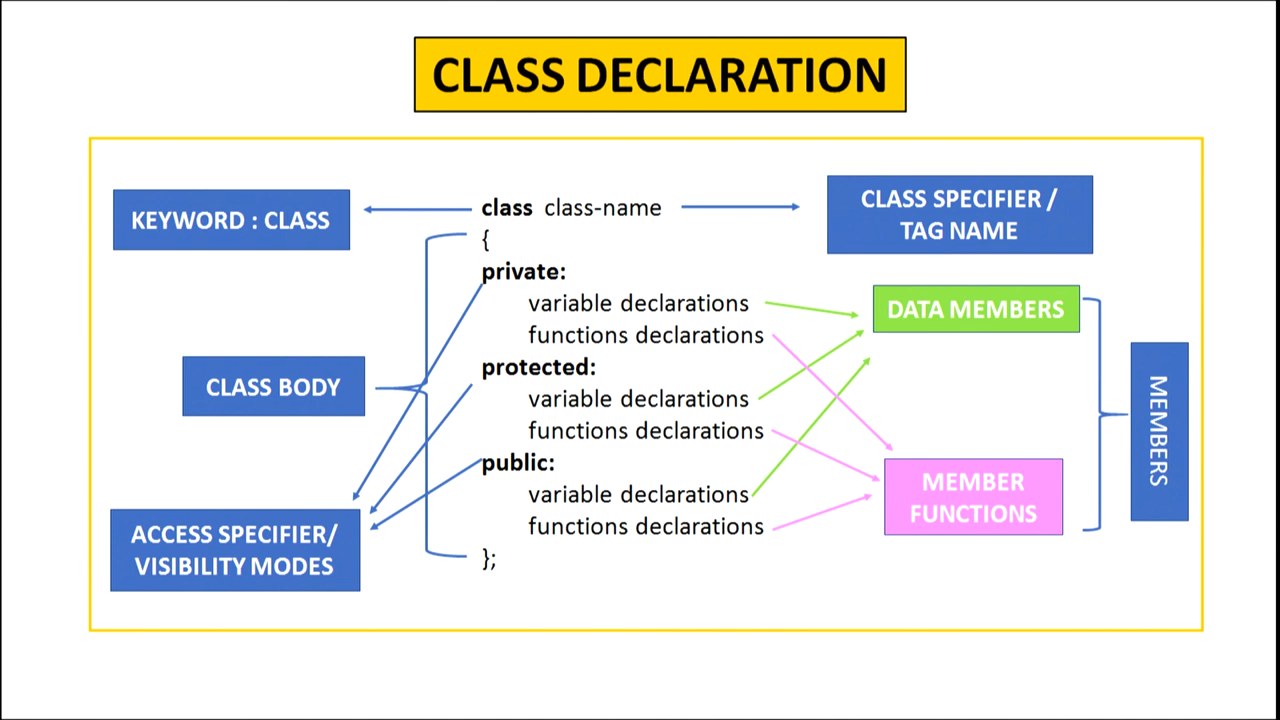 CLASS DECLARATION
KEYWORD : CLASS
class class-name
CLASS SPECIFIER /
TAG NAME
{
private:
variable declarations
functions declarations
protected:
variable declarations
functions declarations
public:
variable declarations
functions declarations
};
CLASS BODY
ACCESS SPECIFIER/
VISIBILITY MODES
DATA MEMBERS
MEMBER
FUNCTIONS
MEMBERS